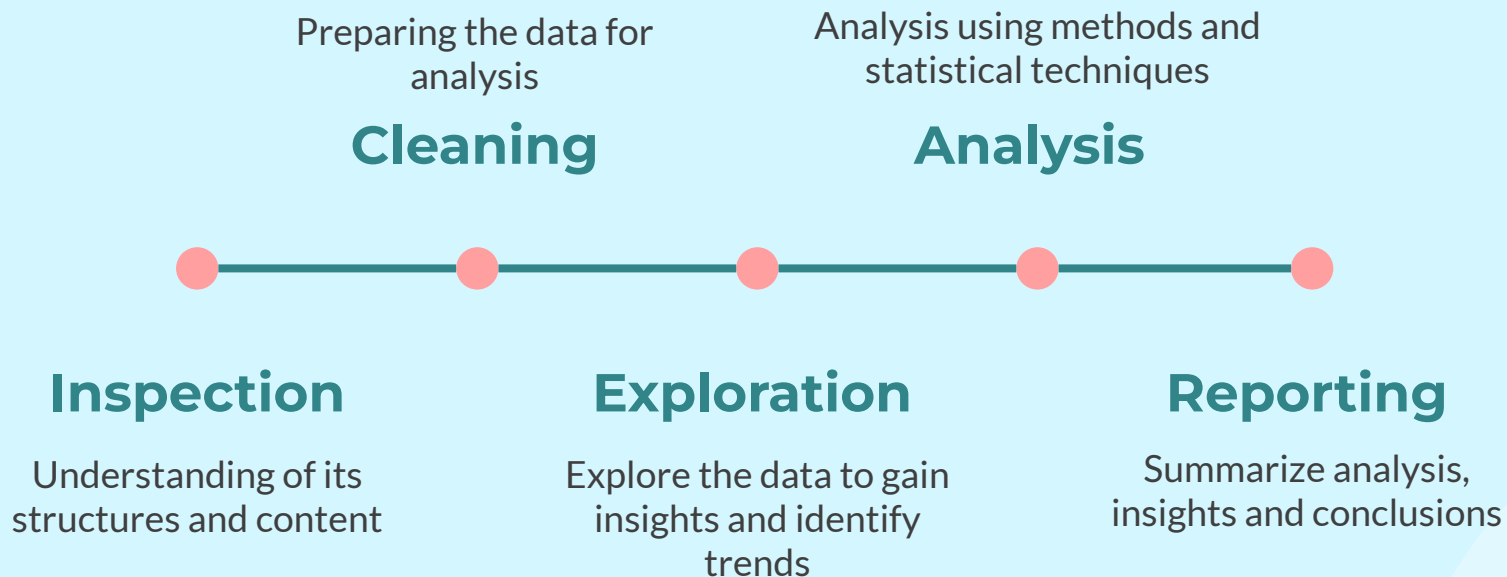 Preparing the data for
analysis
Cleaning
Analysis using methods and
statistical techniques
Analysis
Inspection
Understanding of its
structures and content
Exploration
Explore the data to gain
insights and identify
trends
Reporting
Summarize analysis,
insights and conclusions